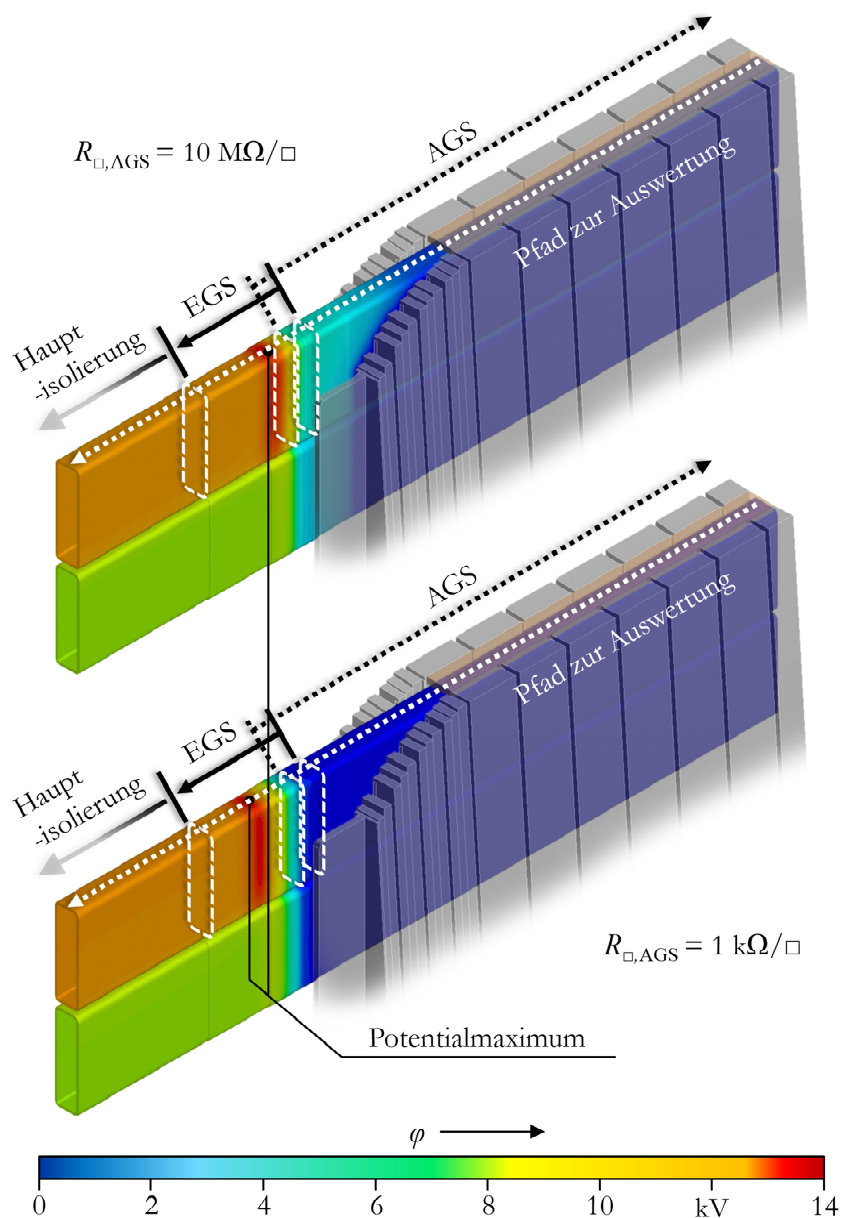 R□,AGS = 10 MΩ/□
AGS
Pfad zur Auswertung
EGS
Haupt
-isolierung
AGS
Pfad zur Auswertung
EGS
Haupt
-isolierung
R□,AGS = 1 kΩ/□
Potentialmaximum
φ
0 2 4 6 8 10 kV 14